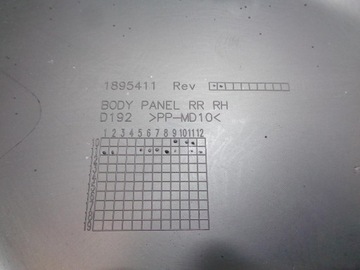 1895411 Rev
BODY PANEL RR RH
D192 >PP-MD10<
1 2 3 4 5 6 7 8 9 10 11 12